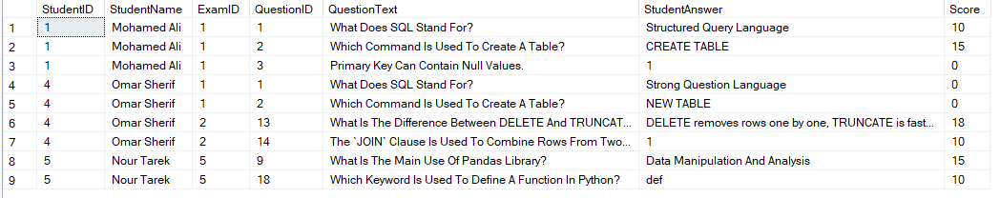 StudentID StudentName ExamID QuestionID QuestionText StudentAnswer Score
1 1 Mohamed Ali 1 1 What Does SQL Stand For? Structured Query Language 10
2 1 Mohamed Ali 1 2 Which Command Is Used To Create A Table? CREATE TABLE 15
3 1 Mohamed Ali 1 3 Primary Key Can Contain Null Values. 1 0
4 4 Omar Sherif 1 1 What Does SQL Stand For? Strong Question Language 0
5 4 Omar Sherif 1 2 Which Command Is Used To Create A Table? NEW TABLE 0
6 4 Omar Sherif 2 13 What Is The Difference Between DELETE And TRUNCAT... DELETE removes rows one by one, TRUNCATE is fast... 18
7 4 Omar Sherif 2 14 The `JOIN` Clause Is Used To Combine Rows From Two... 1 10
8 5 Nour Tarek 5 9 What Is The Main Use Of Pandas Library? Data Manipulation And Analysis 15
9 5 Nour Tarek 5 18 Which Keyword Is Used To Define A Function In Python? def 10